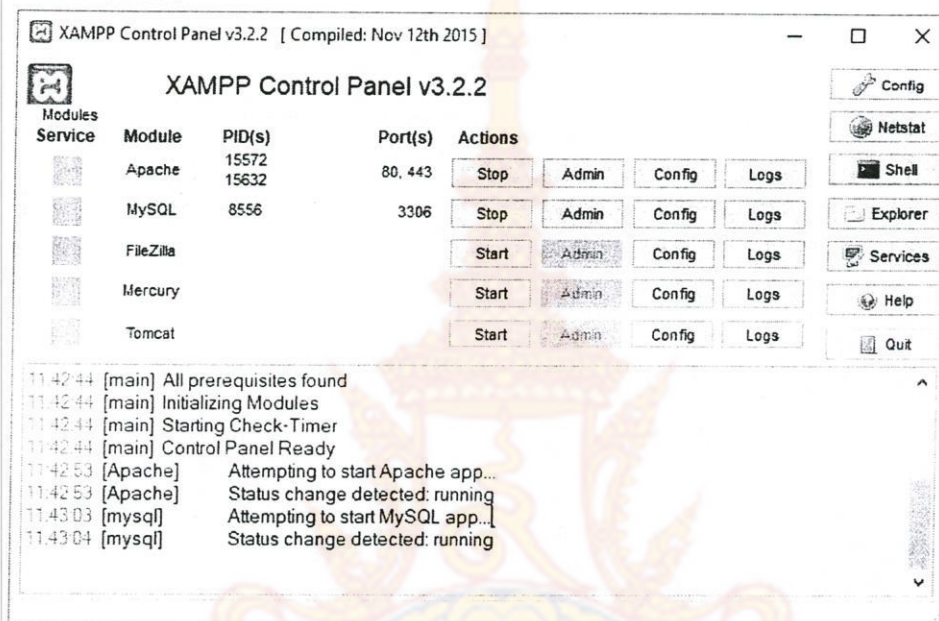 XAMPP Control Panel v3.2.2 [ Compiled: Nov 12th 2015 ]
XAMPP Control Panel v3.2.2
Config
Modules
Service Module PID(s) Port(s) Actions
Netstat
Apache 15572 15632 80, 443 Stop Admin Config Logs
Shell
MySQL 8556 3306 Stop Admin Config Logs
Explorer
FileZilla Start Admin Config Logs
Services
Mercury Start Admin Config Logs
Help
Tomcat Start Admin Config Logs
Quit
11:42:44 [main] All prerequisites found
11:42:44 [main] Initializing Modules
11:42:44 [main] Starting Check-Timer
11:42:44 [main] Control Panel Ready
11:42:53 [Apache] Attempting to start Apache app...
11:42:53 [Apache] Status change detected: running
11:43:03 [mysql] Attempting to start MySQL app...
11:43:04 [mysql] Status change detected: running